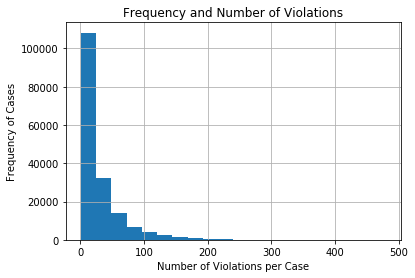 Frequency and Number of Violations
Frequency of Cases
100000
80000
60000
40000
20000
0
0 100 200 300 400 500
Number of Violations per Case